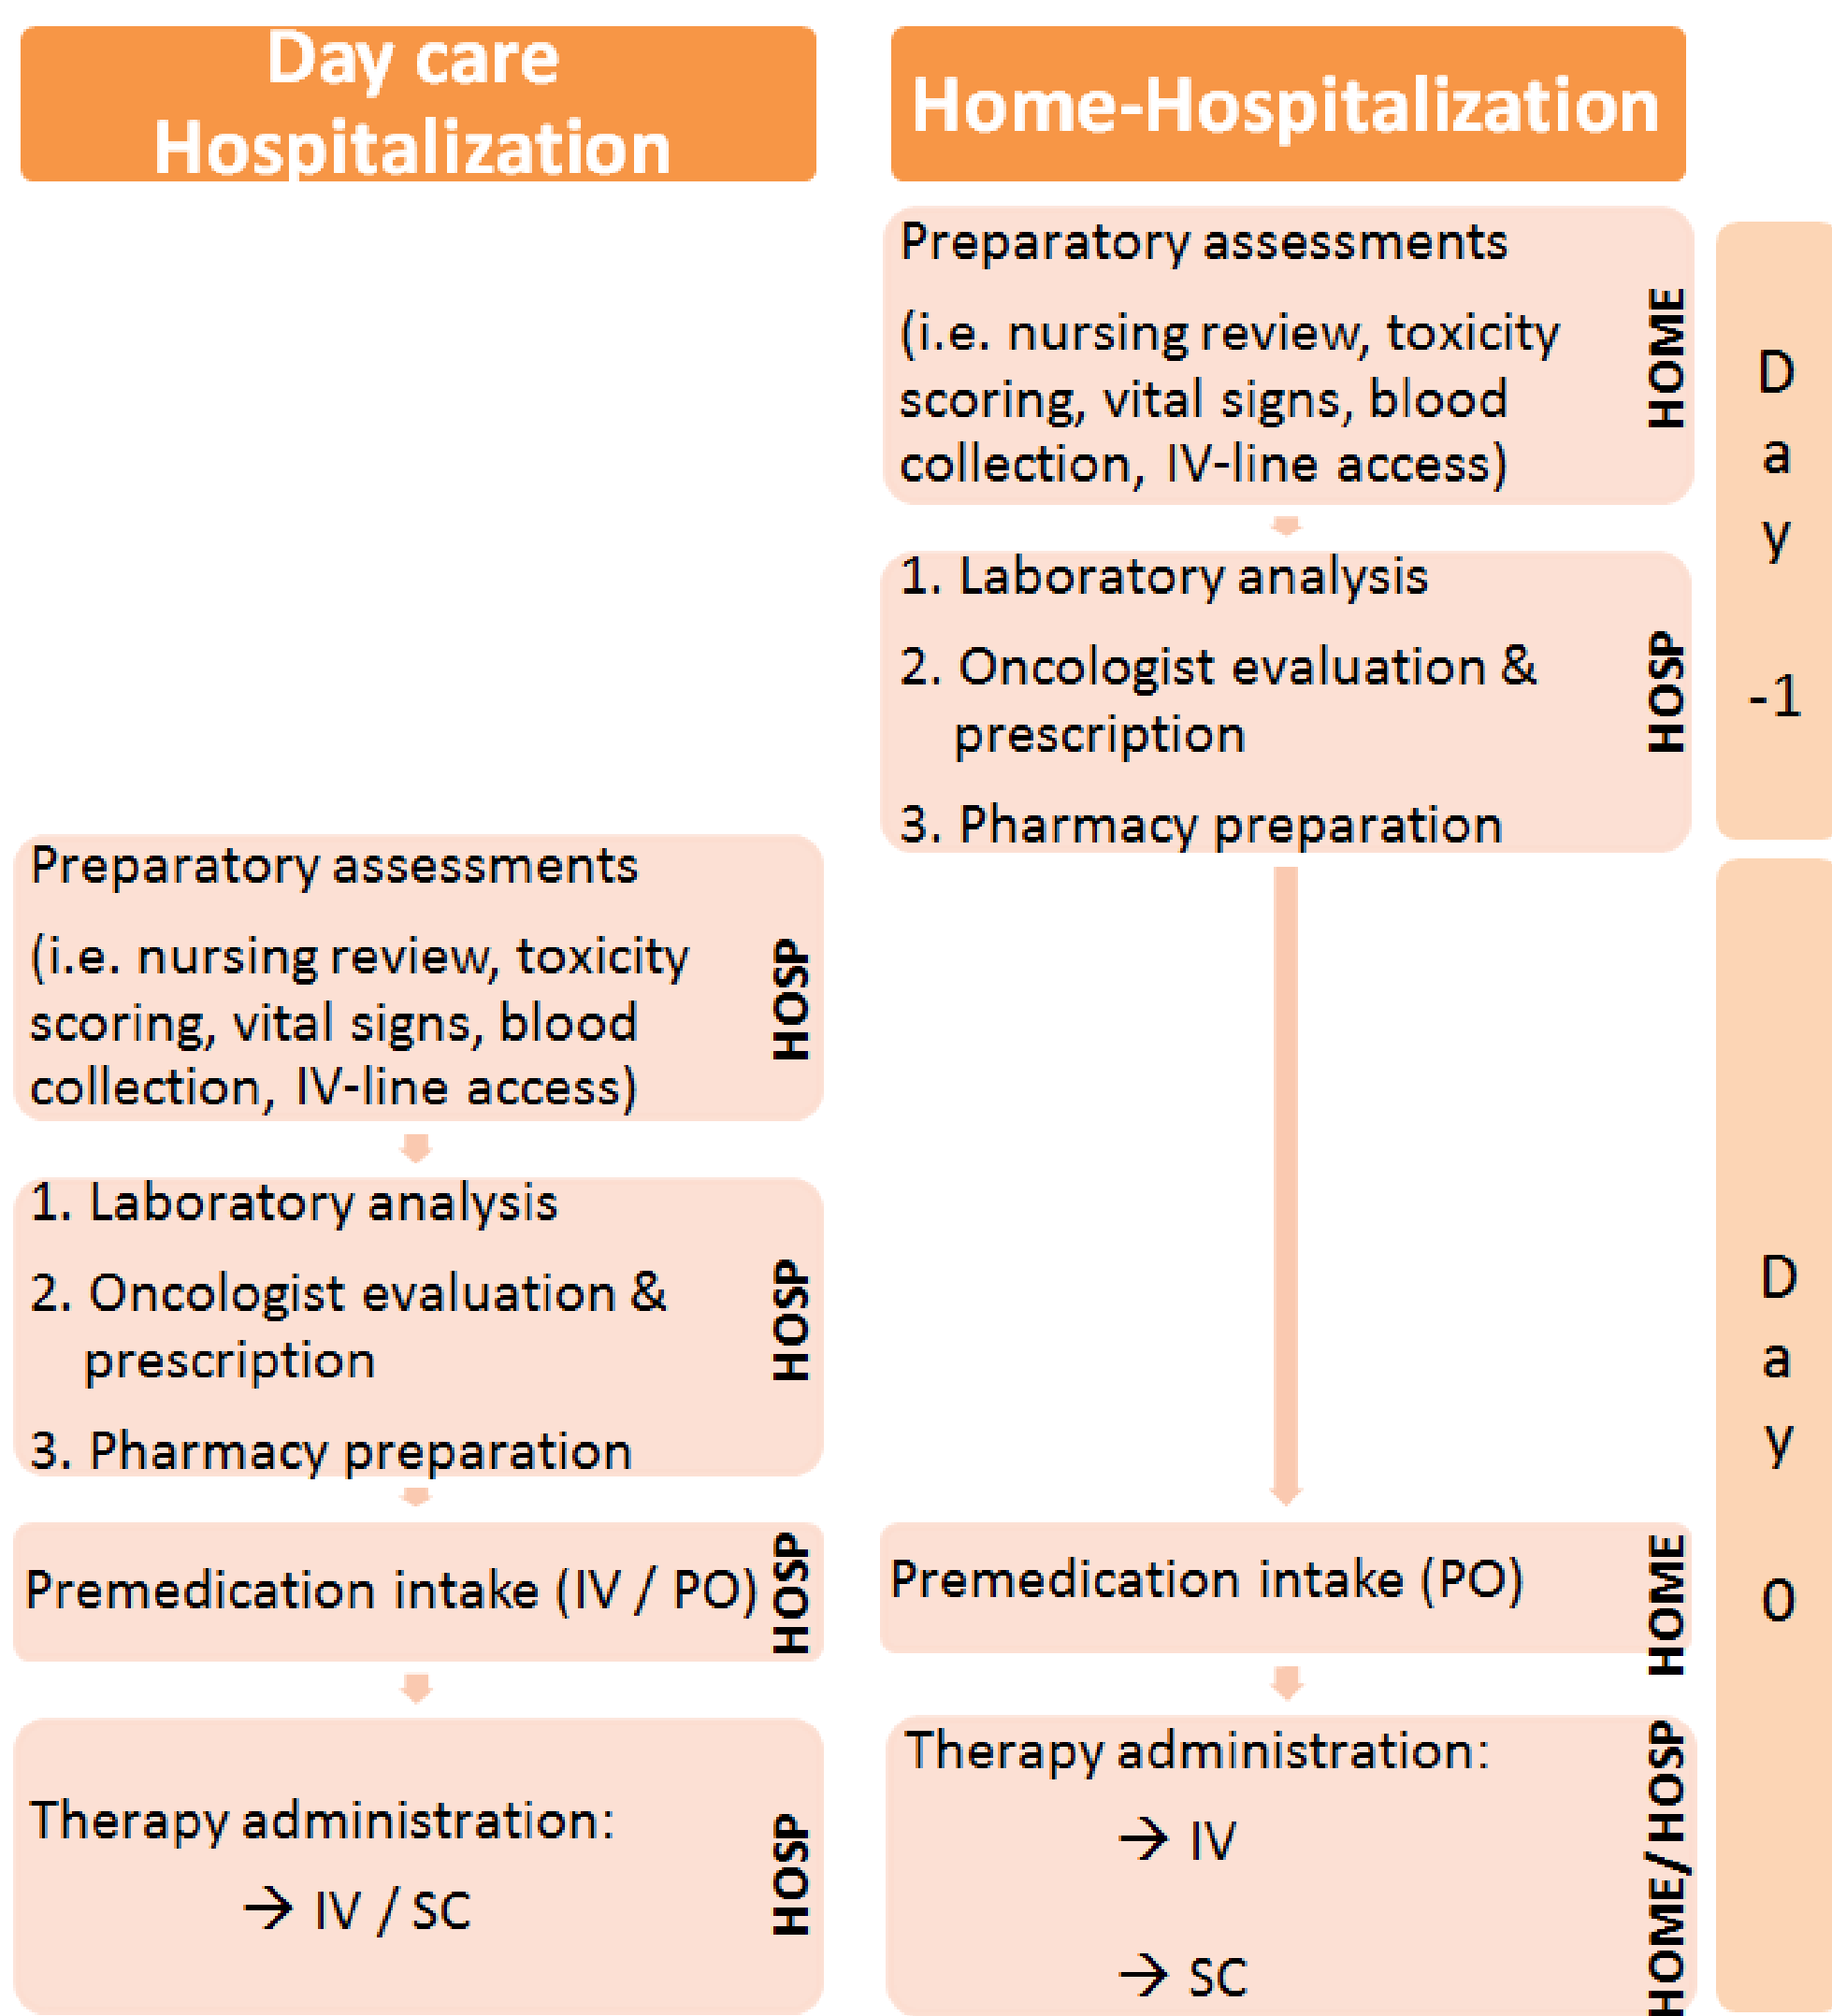 Day care
Hospitalization
Home-Hospitalization
Preparatory assessments
(i.e. nursing review, toxicity
scoring, vital signs, blood
collection, IV-line access)
HOME
1. Laboratory analysis
2. Oncologist evaluation &
prescription
3. Pharmacy preparation
HOSP
D
a
y
-1
Preparatory assessments
(i.e. nursing review, toxicity
scoring, vital signs, blood
collection, IV-line access)
HOSP
1. Laboratory analysis
2. Oncologist evaluation &
prescription
3. Pharmacy preparation
HOSP
Premedication intake (IV / PO)
HOSP
Premedication intake (PO)
HOME
Therapy administration:
→ IV / SC
HOSP
Therapy administration:
→ IV
→ SC
HOME/ HOSP
D
a
y
0